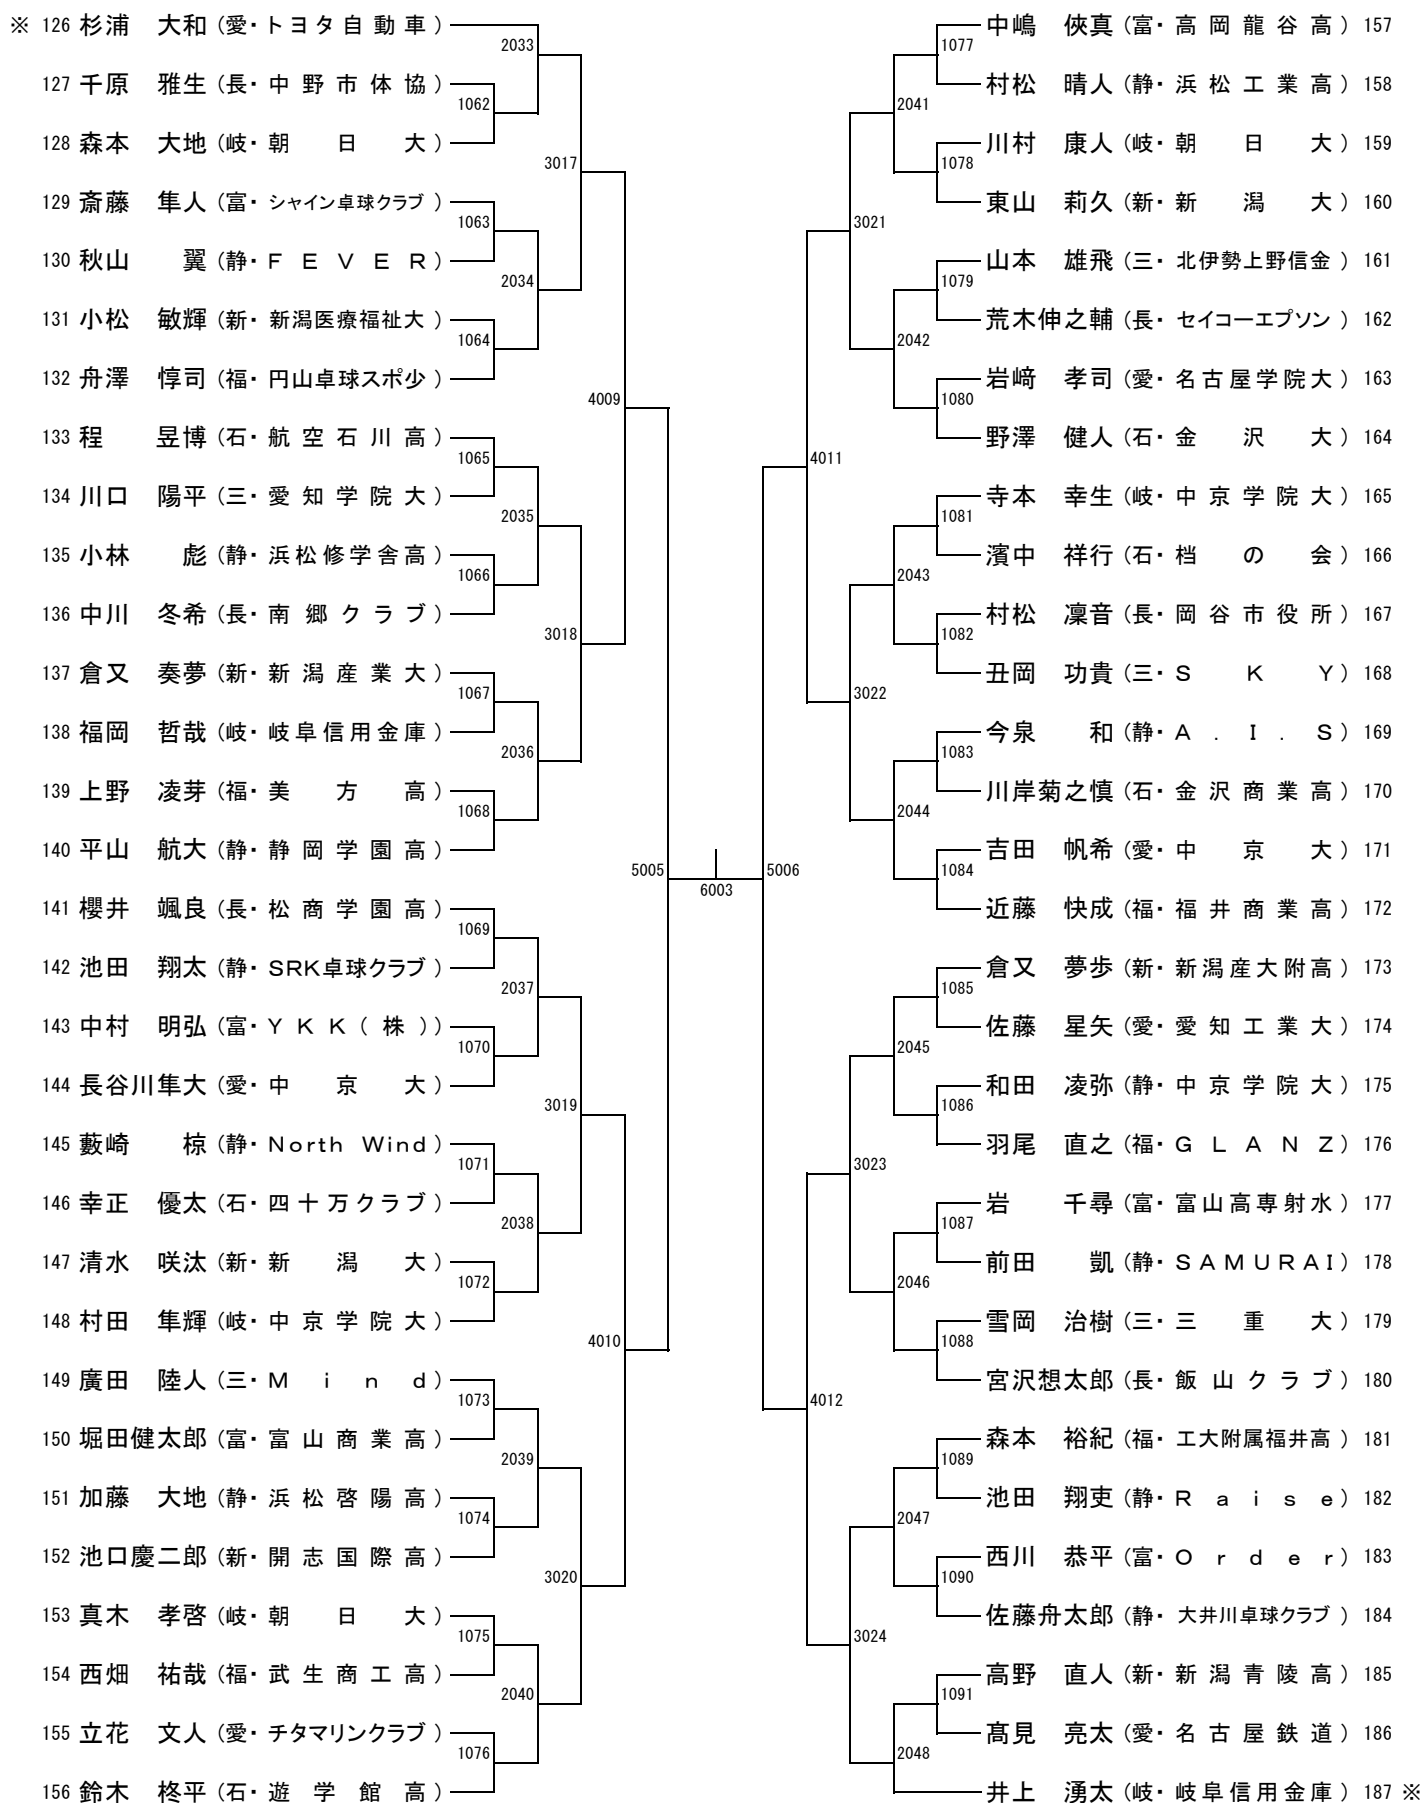 ※ 126 杉浦 大和 (愛・トヨタ自動車)
127 千原 雅生 (長・中野市体協)
128 森本 大地 (岐・朝日大)
129 斎藤 隼人 (富・シャイン卓球クラブ)
130 秋山 翼 (静・FEVER)
131 小松 敏輝 (新・新潟医療福祉大)
132 舟澤 惇司 (福・円山卓球スポ少)
133 程 昱博 (石・航空石川高)
134 川口 陽平 (三・愛知学院大)
135 小林 彪 (静・浜松修学舎高)
136 中川 冬希 (長・南郷クラブ)
137 倉又 奏夢 (新・新潟産業大)
138 福岡 哲哉 (岐・岐阜信用金庫)
139 上野 凌芽 (福・美方高)
140 平山 航大 (静・静岡学園高)
141 櫻井 颯良 (長・松商学園高)
142 池田 翔太 (静・SRK卓球クラブ)
143 中村 明弘 (富・YKK(株))
144 長谷川隼大 (愛・中京大)
145 藪崎 椋 (静・North Wind)
146 幸正 優太 (石・四十万クラブ)
147 清水 咲汰 (新・新潟大)
148 村田 隼輝 (岐・中京学院大)
149 廣田 陸人 (三・Mind)
150 堀田健太郎 (富・富山商業高)
151 加藤 大地 (静・浜松啓陽高)
152 池口慶二郎 (新・開志国際高)
153 真木 孝啓 (岐・朝日大)
154 西畑 祐哉 (福・武生商工高)
155 立花 文人 (愛・チタマリンクラブ)
156 鈴木 柊平 (石・遊学館高)
1062
1063
1064
1065
1066
1067
1068
1069
1070
1071
1072
1073
1074
1075
1076
2033
2034
2035
2036
2037
2038
2039
2040
3017
3018
3019
3020
4009
4010
5005
6003
5006
4011
4012
3021
3022
3023
3024
2041
2042
2043
2044
2045
2046
2047
2048
1077
1078
1079
1080
1081
1082
1083
1084
1085
1086
1087
1088
1089
1090
1091
中嶋 俠真 (富・高岡龍谷高) 157
村松 晴人 (静・浜松工業高) 158
川村 康人 (岐・朝日大) 159
東山 莉久 (新・新潟大) 160
山本 雄飛 (三・北伊勢上野信金) 161
荒木伸之輔 (長・セイコーエプソン) 162
岩﨑 孝司 (愛・名古屋学院大) 163
野澤 健人 (石・金沢大) 164
寺本 幸生 (岐・中京学院大) 165
濱中 祥行 (石・档の会) 166
村松 凜音 (長・岡谷市役所) 167
丑岡 功貴 (三・SKY) 168
今泉 和 (静・A.I.S) 169
川岸菊之慎 (石・金沢商業高) 170
吉田 帆希 (愛・中京大) 171
近藤 快成 (福・福井商業高) 172
倉又 夢歩 (新・新潟産大附高) 173
佐藤 星矢 (愛・愛知工業大) 174
和田 凌弥 (静・中京学院大) 175
羽尾 直之 (福・GLANZ) 176
岩 千尋 (富・富山高専射水) 177
前田 凱 (静・SAMURAI) 178
雪岡 治樹 (三・三重大) 179
宮沢想太郎 (長・飯山クラブ) 180
森本 裕紀 (福・工大附属福井高) 181
池田 翔吏 (静・Raise) 182
西川 恭平 (富・Order) 183
佐藤舟太郎 (静・大井川卓球クラブ) 184
高野 直人 (新・新潟青陵高) 185
髙見 亮太 (愛・名古屋鉄道) 186
井上 湧太 (岐・岐阜信用金庫) 187 ※